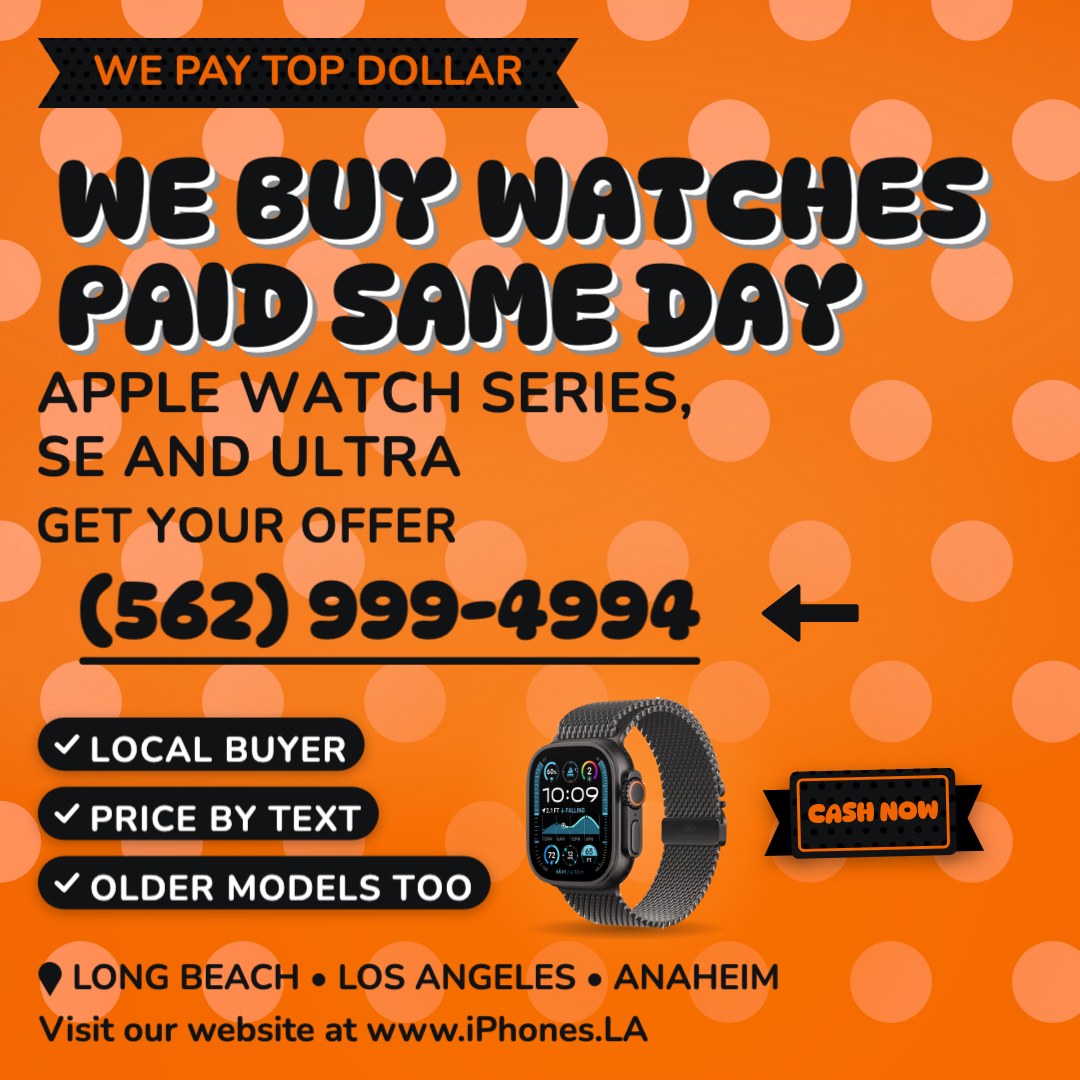 WE PAY TOP DOLLAR
WE BUY WATCHES
PAID SAME DAY
APPLE WATCH SERIES,
SE AND ULTRA
GET YOUR OFFER
(562) 999-4994
LOCAL BUYER
PRICE BY TEXT
OLDER MODELS TOO
10:09
CASH NOW
LONG BEACH • LOS ANGELES • ANAHEIM
Visit our website at www.iPhones.LA